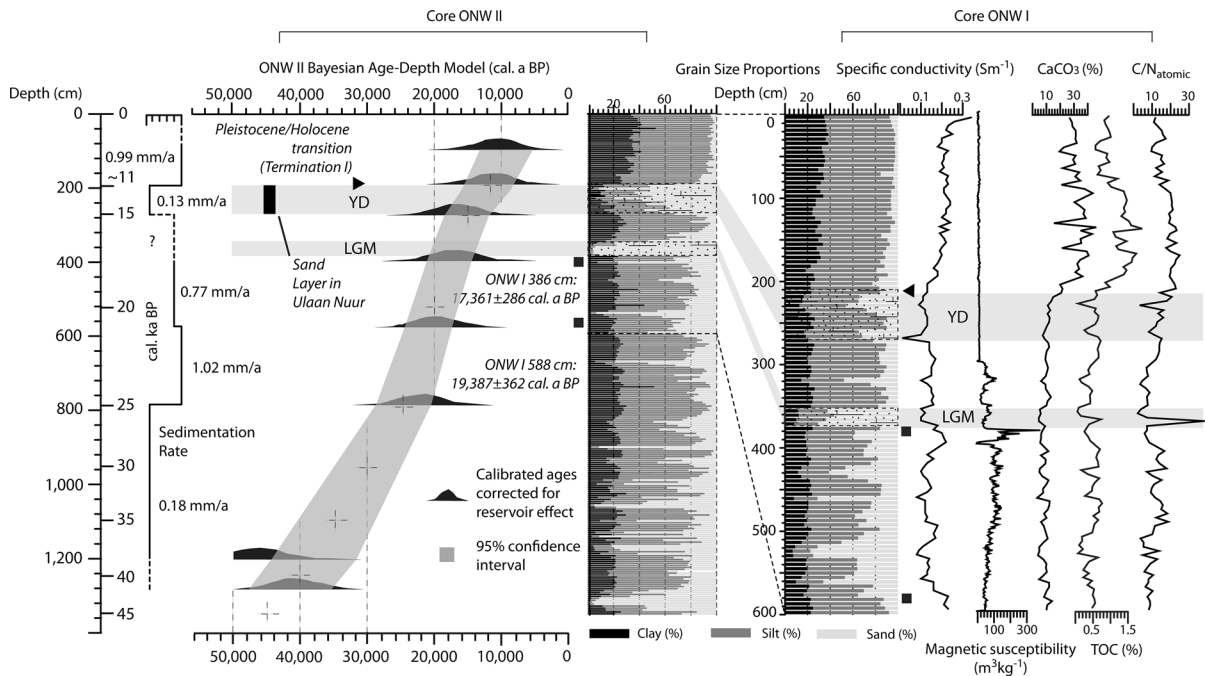 Core ONW II
Core ONW I
ONW II Bayesian Age-Depth Model (cal. a BP)
Grain Size Proportions
Specific conductivity (Sm-1)
CaCO3 (%)
C/Natomic
Depth (cm)
50,000 40,000 30,000 20,000 10,000 0
20 60 100
Depth (cm)
20 60 100
0.1 0.3
10 30
10 30
0
200
400
600
800
1,000
1,200
0
~11
15
20
25
30
35
40
45
cal. ka BP
0.99 mm/a
0.13 mm/a
?
0.77 mm/a
1.02 mm/a
Sedimentation
Rate
0.18 mm/a
Pleistocene/Holocene
transition
(Termination I)
YD
LGM
Sand
Layer in
Ulaan Nuur
ONW I 386 cm:
17,361±286 cal. a BP
ONW I 588 cm:
19,387±362 cal. a BP
Calibrated ages
corrected for
reservoir effect
95% confidence
interval
0
100
200
300
400
500
600
YD
LGM
50,000 40,000 30,000 20,000 10,000 0
Clay (%)
Silt (%)
Sand (%)
100 300
Magnetic susceptibility
(m3kg-1)
0.5 1.5
TOC (%)